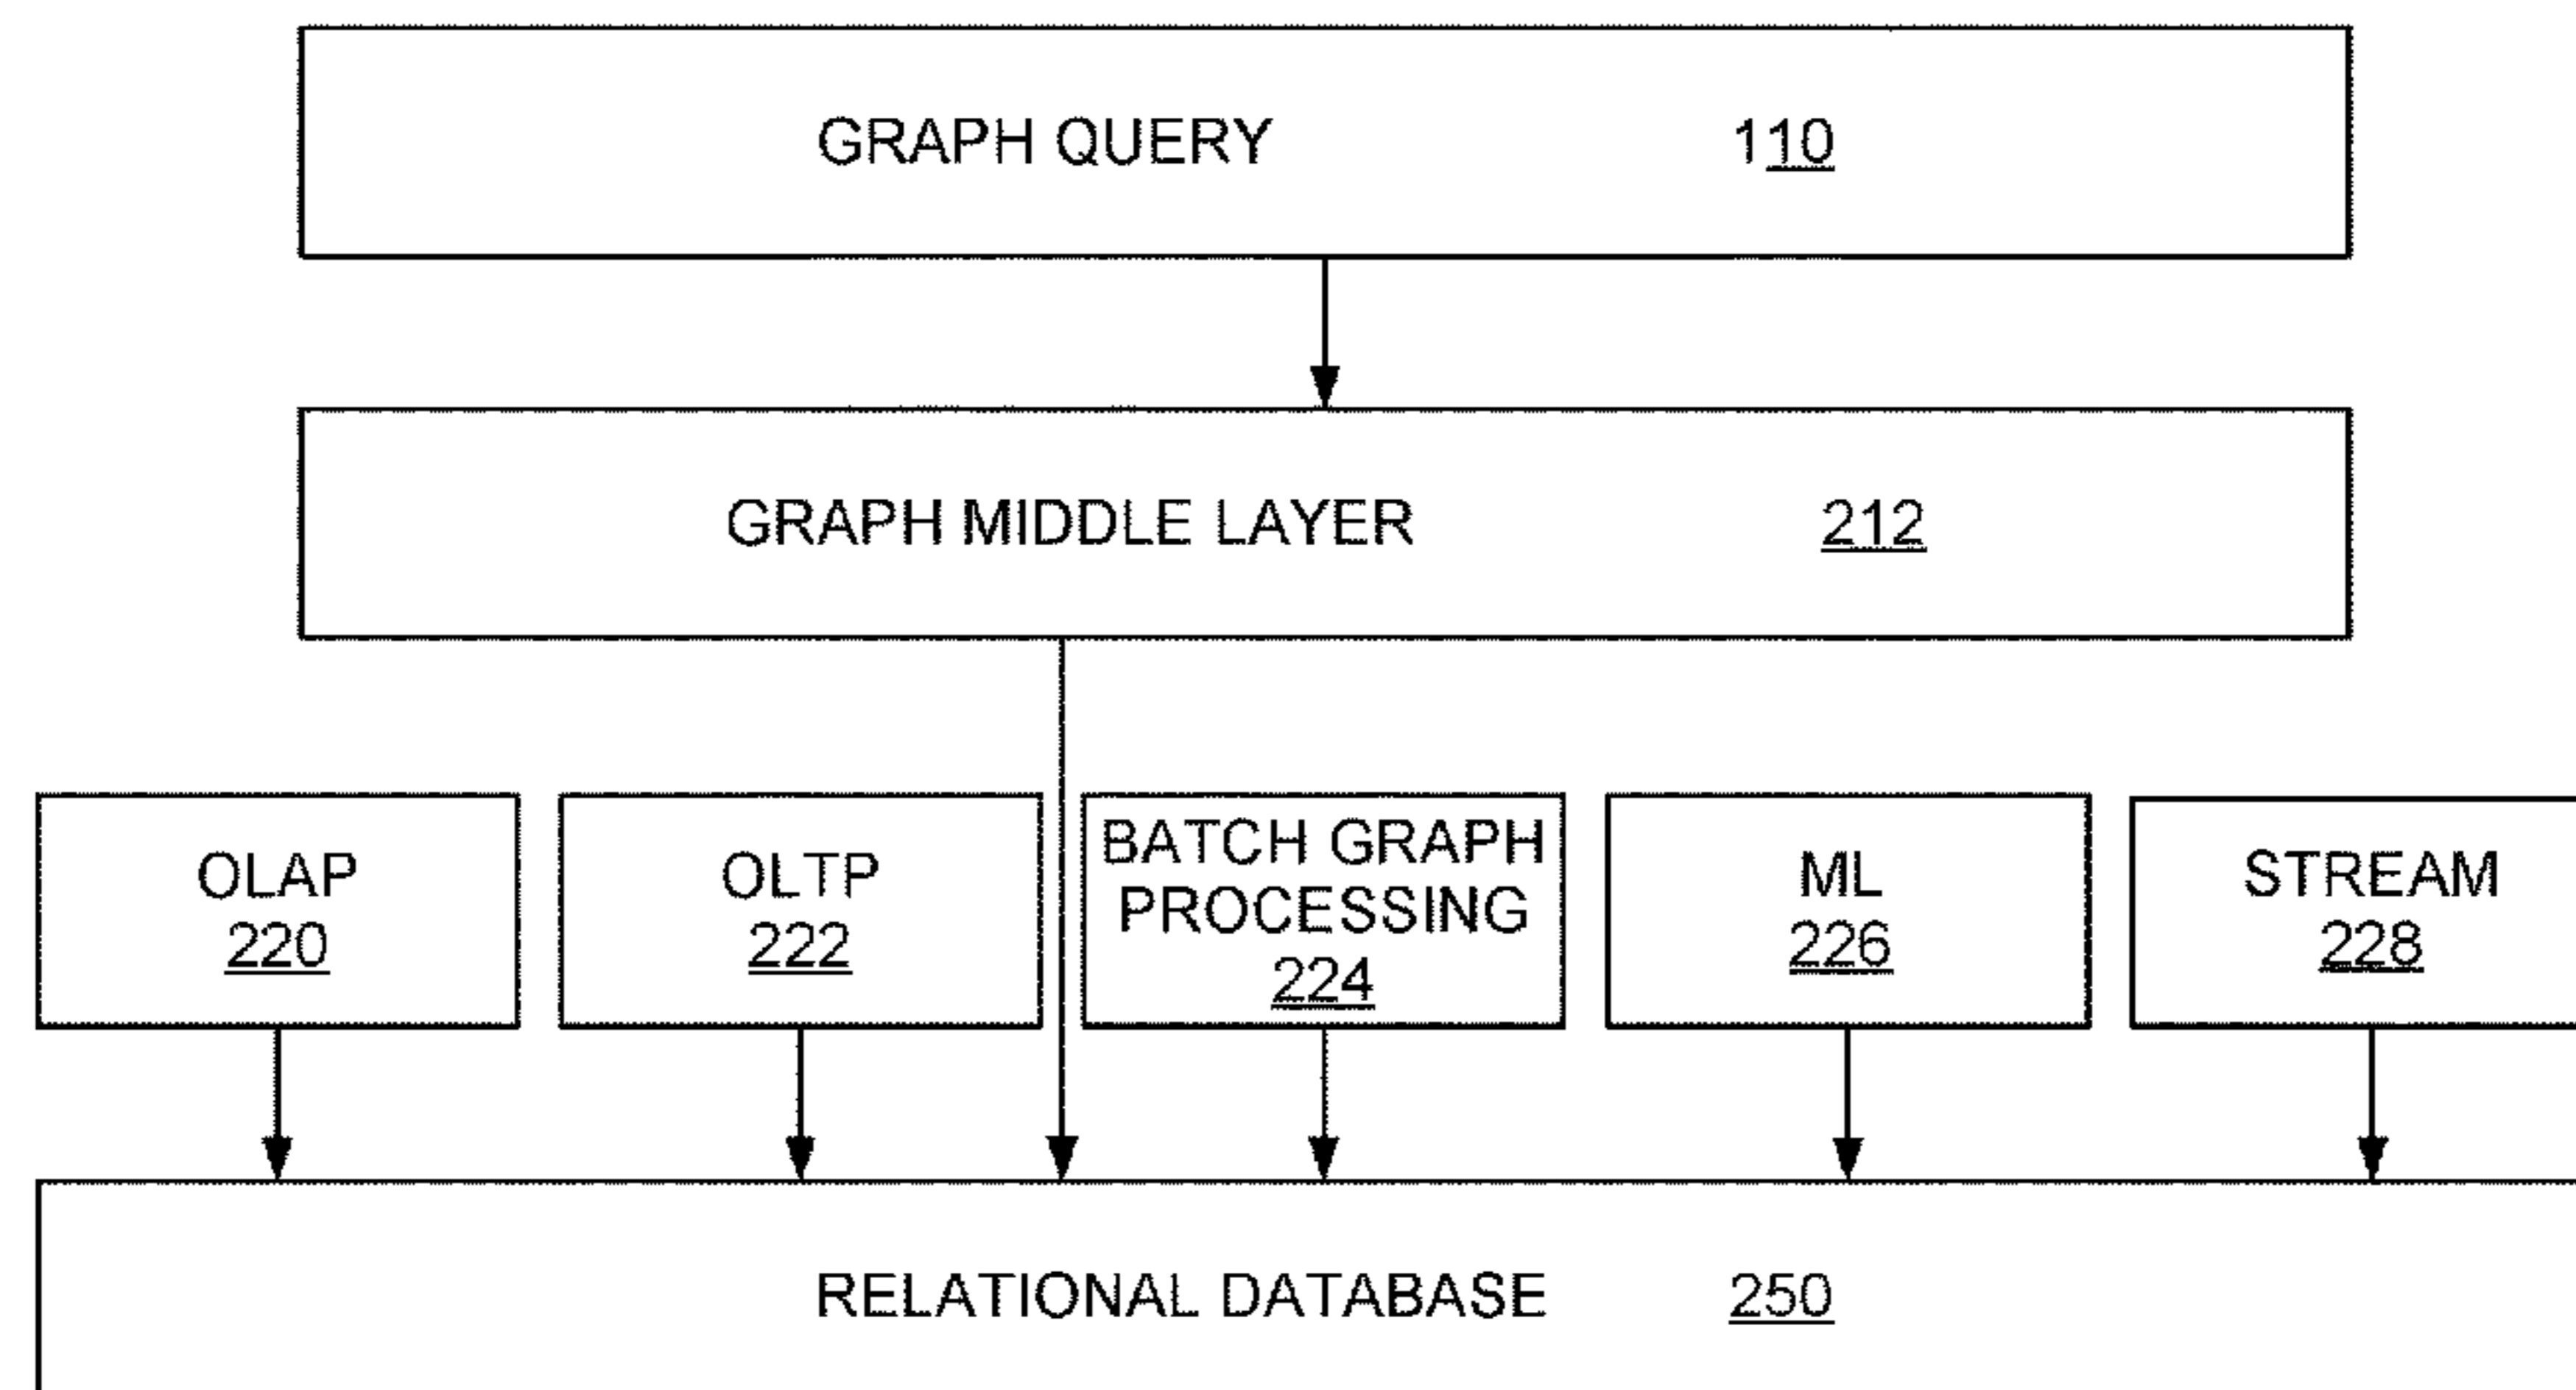 GRAPH QUERY 110
GRAPH MIDDLE LAYER 212
OLAP
220
OLTP
222
BATCH GRAPH
PROCESSING
224
ML
226
STREAM
228
RELATIONAL DATABASE 250